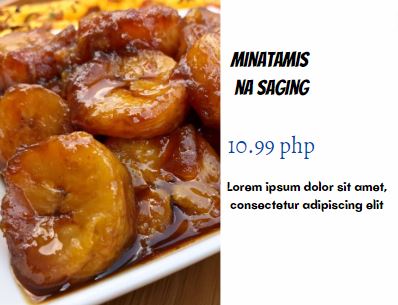 MINATAMIS
NA SAGING
10.99 php
Lorem ipsum dolor sit amet,
consectetur adipiscing elit